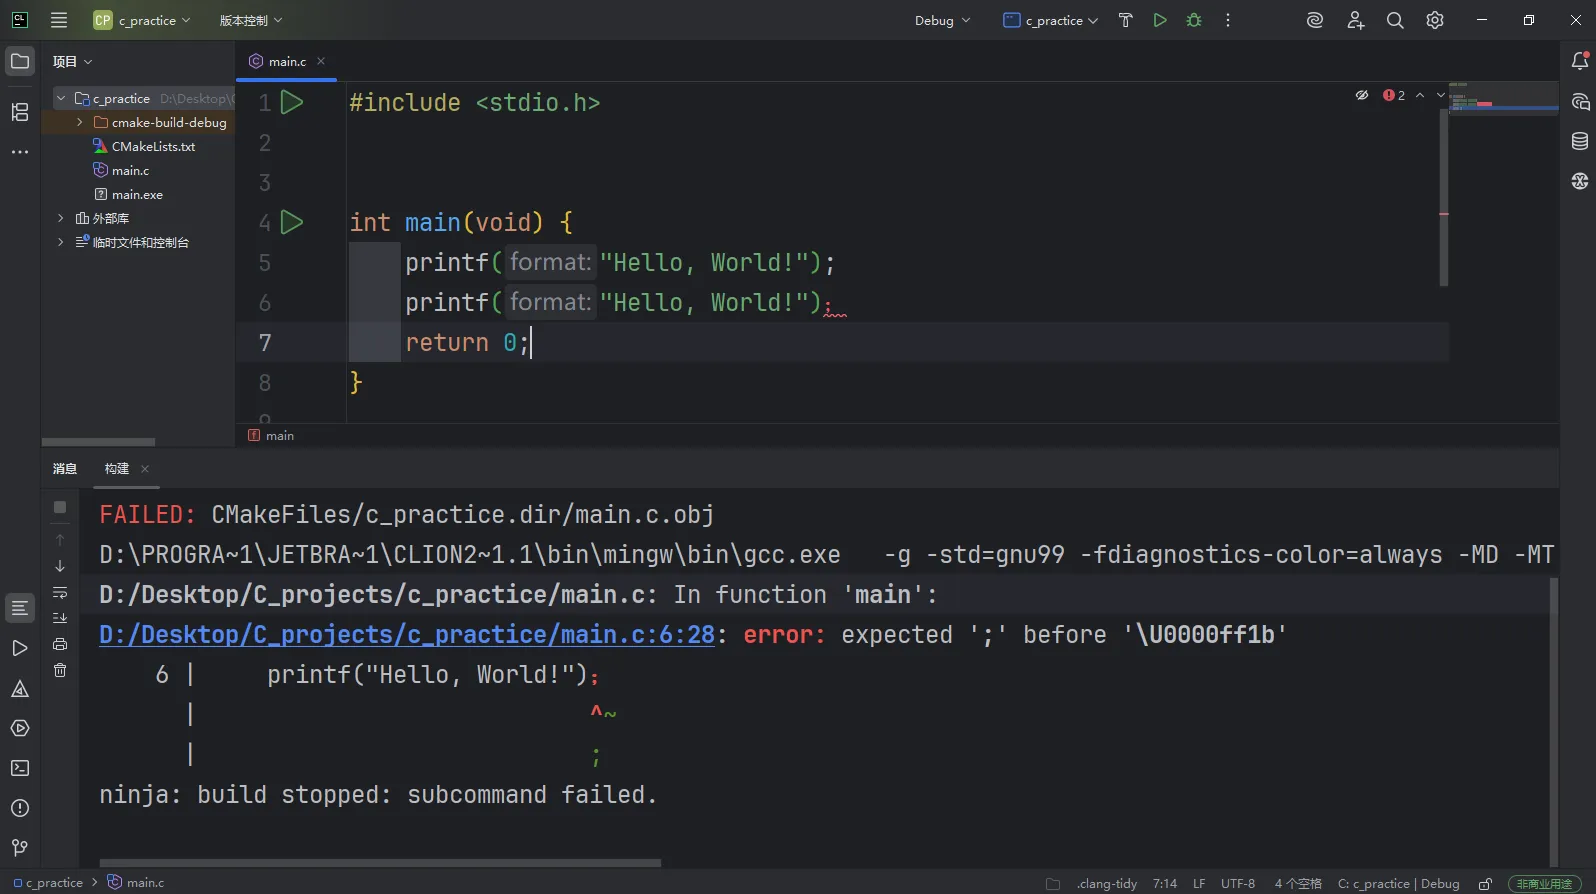 CL
CP c_practice
版本控制
Debug
c_practice
项目
main.c
c_practice D:\Desktop\
cmake-build-debug
CMakeLists.txt
main.c
main.exe
外部库
临时文件和控制台
1 #include <stdio.h>
2
2
3
4 int main(void) {
5 printf( format: "Hello, World!");
6 printf( format: "Hello, World!")；
7 return 0;
8 }
9
main
消息
构建
FAILED: CMakeFiles/c_practice.dir/main.c.obj
D:\PROGRA~1\JETBRA~1\CLION2~1.1\bin\mingw\bin\gcc.exe -g -std=gnu99 -fdiagnostics-color=always -MD -MT
D:/Desktop/C_projects/c_practice/main.c: In function 'main':
D:/Desktop/C_projects/c_practice/main.c:6:28: error: expected ';' before '\U0000ff1b'
6 | printf("Hello, World!")；
| ^~
| ;
ninja: build stopped: subcommand failed.
c_practice > main.c
.clang-tidy
7:14
LF
UTF-8
4 个空格
C: c_practice | Debug
非商业用途